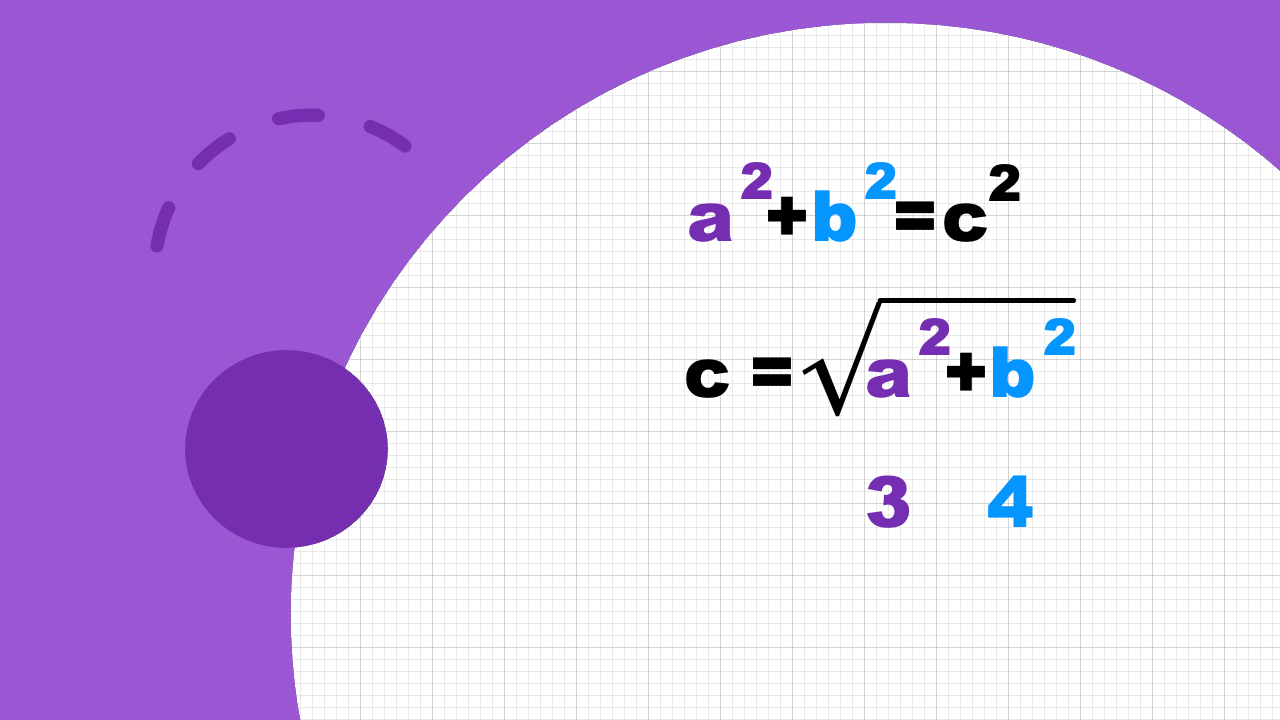 a²+b²=c²
c =√a²+b²
3 4